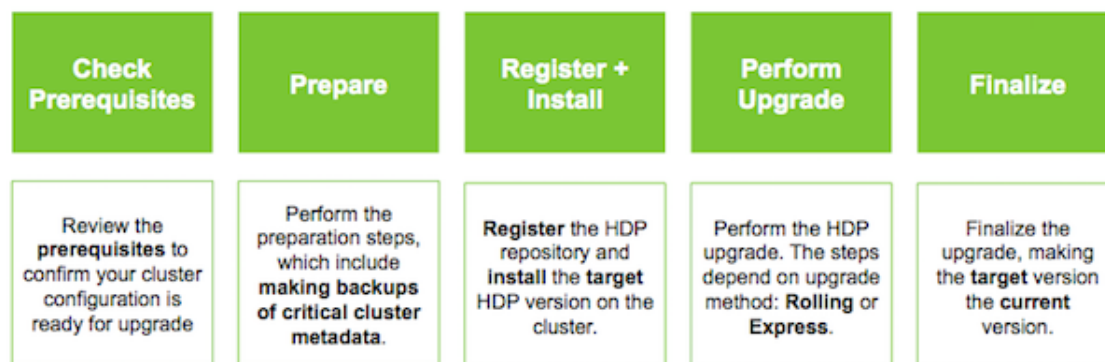 Check
Prerequisites
Prepare
Register +
Install
Perform
Upgrade
Finalize
Review the
prerequisites to
confirm your cluster
configuration is
ready for upgrade
Perform the
preparation steps,
which include
making backups
of critical cluster
metadata.
Register the HDP
repository and
install the target
HDP version on the
cluster.
Perform the HDP
upgrade. The steps
depend on upgrade
method: Rolling or
Express.
Finalize the
upgrade, making
the target version
the current
version.